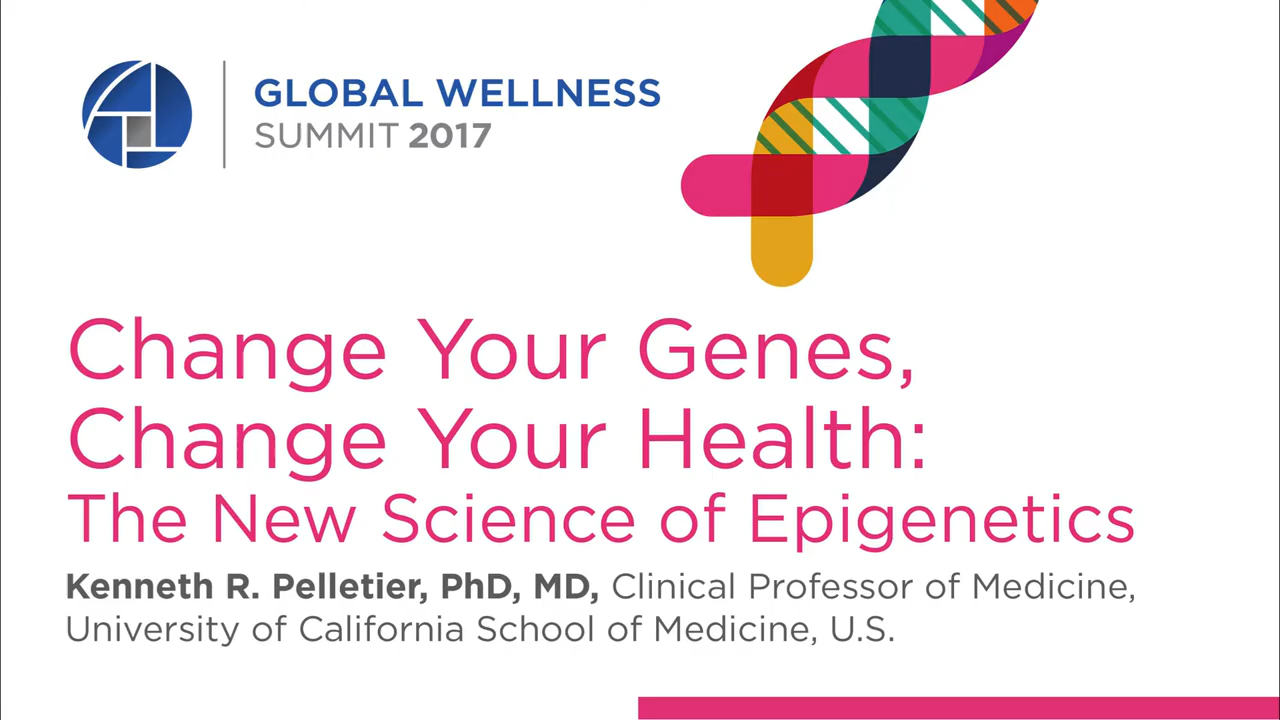 GLOBAL WELLNESS
SUMMIT 2017
Change Your Genes,
Change Your Health:
The New Science of Epigenetics
Kenneth R. Pelletier, PhD, MD, Clinical Professor of Medicine,
University of California School of Medicine, U.S.